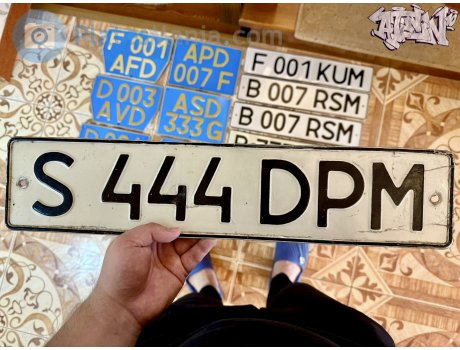 F 001
AFD
APD
007 F
F 001 KUM
D 003
AVD
ASD
333 G
B 007 RSM
B 007 RSM
S 444 DPM